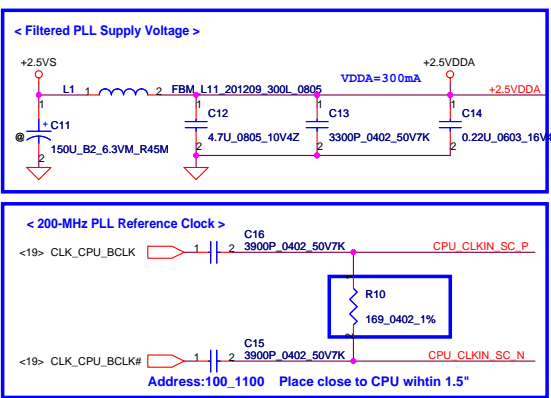 < Filtered PLL Supply Voltage >
+2.5VS
+2.5VDDA
L1 1 2 FBM_L11_201209_300L_0805
VDDA=300mA
+2.5VDDA
1 1 1 1
+ C11
C12
C13
C14
@
150U_B2_6.3VM_R45M
4.7U_0805_10V4Z
3300P_0402_50V7K
0.22U_0603_16V4
2 2 2 2
< 200-MHz PLL Reference Clock >
C16
<19> CLK_CPU_BCLK 1 2 3900P_0402_50V7K
CPU_CLKIN_SC_P
1
R10
169_0402_1%
2
C15
<19> CLK_CPU_BCLK# 1 2 3900P_0402_50V7K
CPU_CLKIN_SC_N
Address:100_1100 Place close to CPU wihtin 1.5"